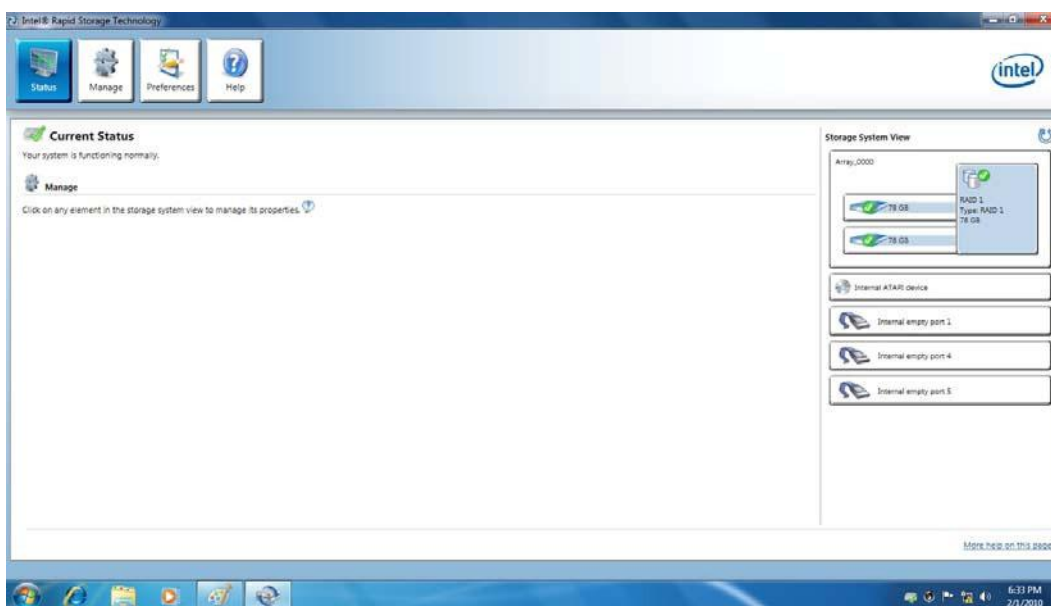 Intel® Rapid Storage Technology
Status
Manage
Preferences
Help
intel
Current Status
Your system is functioning normally.
Manage
Click on any element in the storage system view to manage its properties.
Storage System View
Array_0000
78 GB
78 GB
RAID 1
Type: RAID 1
78 GB
Internal ATAPI device
Internal empty port 1
Internal empty port 4
Internal empty port 5
More help on this page
6:33 PM
2/1/2010